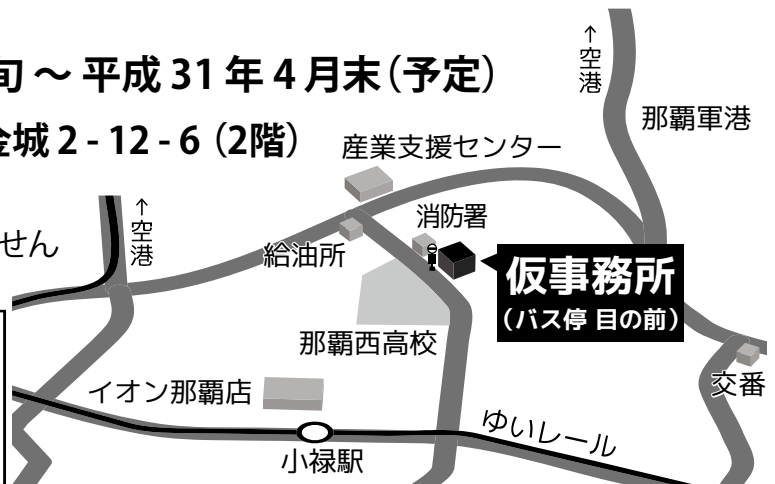 旬 ～ 平成 31 年 4 月末（予定）
金城 2 - 12 - 6（2階）
せん
↑空港
↑空港
那覇軍港
産業支援センター
消防署
給油所
仮事務所
（バス停 目の前）
那覇西高校
交番
イオン那覇店
ゆいレール
小禄駅